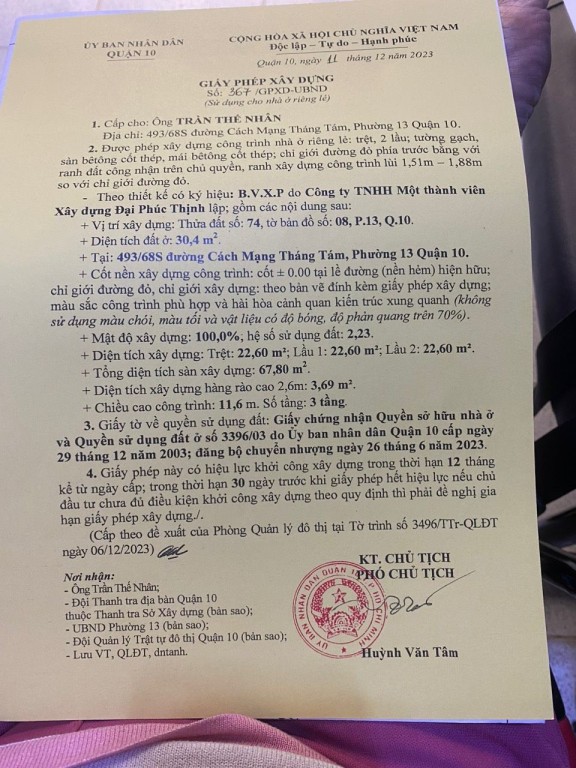 ỦY BAN NHÂN DÂN
QUẬN 10
CỘNG HÒA XÃ HỘI CHỦ NGHĨA VIỆT NAM
Độc lập – Tự do – Hạnh phúc
Quận 10, ngày 11 tháng 12 năm 2023
GIẤY PHÉP XÂY DỰNG
Số: 367/GPXD-UBND
(Sử dụng cho nhà ở riêng lẻ)
1. Cấp cho: Ông TRẦN THẾ NHÂN
Địa chỉ: 493/68S đường Cách Mạng Tháng Tám, Phường 13 Quận 10.
2. Được phép xây dựng công trình nhà ở riêng lẻ: trệt, 2 lầu; tường gạch,
sàn bêtông cốt thép, mái bêtông cốt thép; chỉ giới đường đỏ phía trước bằng với
ranh đất công nhận trên chủ quyền, ranh xây dựng công trình lùi 1,51m – 1,88m
so với chỉ giới đường đỏ.
- Theo thiết kế có ký hiệu: B.V.X.P do Công ty TNHH Một thành viên
Xây dựng Đại Phúc Thịnh lập; gồm các nội dung sau:
+ Vị trí xây dựng: Thửa đất số: 74, tờ bản đồ số: 08, P.13, Q.10.
+ Diện tích đất ở: 30,4 m².
+ Tại: 493/68S đường Cách Mạng Tháng Tám, Phường 13 Quận 10.
+ Cốt nền xây dựng công trình: cốt ± 0.00 tại lề đường (nền hẻm) hiện hữu;
chỉ giới đường đỏ, chỉ giới xây dựng: theo bản vẽ đính kèm giấy phép xây dựng;
màu sắc công trình phù hợp và hài hòa cảnh quan kiến trúc xung quanh (không
sử dụng màu chói, màu tối và vật liệu có độ bóng, độ phản quang trên 70%).
+ Mật độ xây dựng: 100,0%; hệ số sử dụng đất: 2,23.
+ Diện tích xây dựng: Trệt: 22,60 m²; Lầu 1: 22,60 m²; Lầu 2: 22,60 m².
+ Tổng diện tích sàn xây dựng: 67,80 m².
+ Diện tích xây dựng hàng rào cao 2,6m: 3,69 m².
+ Chiều cao công trình: 11,6 m. Số tầng: 3 tầng.
3. Giấy tờ về quyền sử dụng đất: Giấy chứng nhận Quyền sở hữu nhà ở
và Quyền sử dụng đất ở số 3396/03 do Ủy ban nhân dân Quận 10 cấp ngày
29 tháng 12 năm 2003; đăng bộ chuyển nhượng ngày 26 tháng 6 năm 2023.
4. Giấy phép này có hiệu lực khởi công xây dựng trong thời hạn 12 tháng
kể từ ngày cấp; trong thời hạn 30 ngày trước khi giấy phép hết hiệu lực nếu chủ
đầu tư chưa đủ điều kiện khởi công xây dựng theo quy định thì phải đề nghị gia
hạn giấy phép xây dựng./.
(Cấp theo đề xuất của Phòng Quản lý đô thị tại Tờ trình số 3496/TTr-QLĐT
ngày 06/12/2023)
Nơi nhận:
- Ông Trần Thế Nhân;
- Đội Thanh tra địa bàn Quận 10
thuộc Thanh tra Sở Xây dựng (bản sao);
- UBND Phường 13 (bản sao);
- Đội Quản lý Trật tự đô thị Quận 10 (bản sao);
- Lưu VT, QLĐT, dntanh.
KT. CHỦ TỊCH
PHÓ CHỦ TỊCH
Huỳnh Văn Tâm